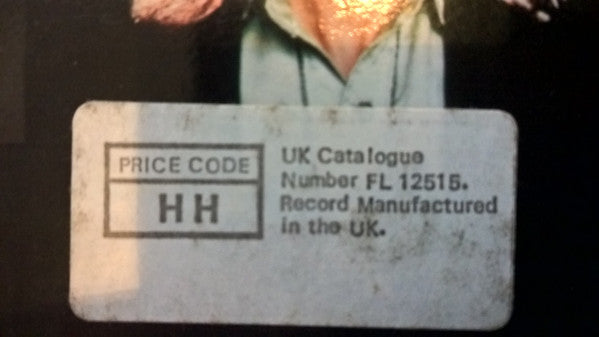 PRICE CODE
HH
UK Catalogue
Number FL 12515.
Record Manufactured
in the UK.